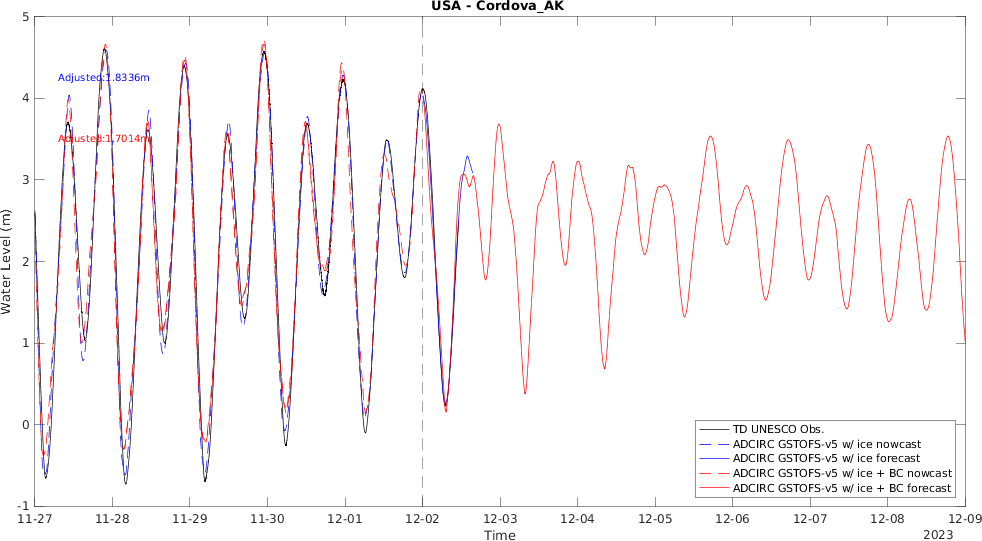 USA - Cordova_AK
Water Level (m)
5
4
3
2
1
0
-1
Adjusted:1.8336m
Adjusted:1.7014m
TD UNESCO Obs.
ADCIRC GSTOFS-v5 w/ ice nowcast
ADCIRC GSTOFS-v5 w/ ice forecast
ADCIRC GSTOFS-v5 w/ ice + BC nowcast
ADCIRC GSTOFS-v5 w/ ice + BC forecast
11-27 11-28 11-29 11-30 12-01 12-02 12-03 12-04 12-05 12-06 12-07 12-08 12-09
Time
2023